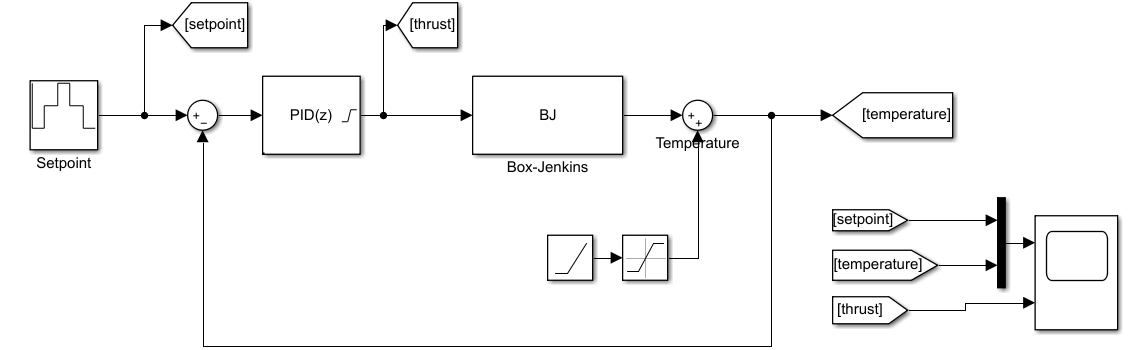 [setpoint]
[thrust]
+
−
PID(z)
BJ
+
+
[temperature]
Setpoint
Box-Jenkins
Temperature
[setpoint]
[temperature]
[thrust]